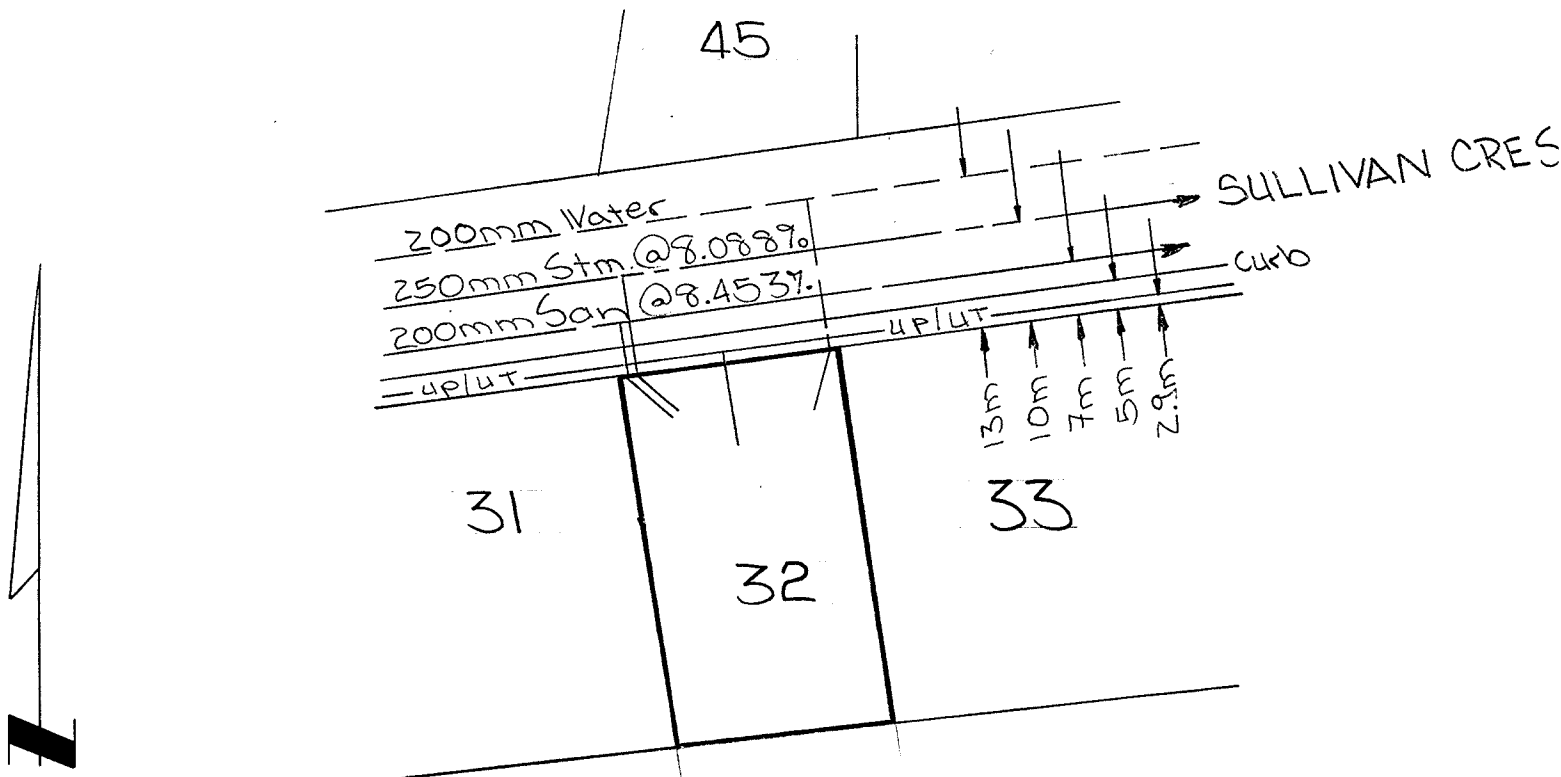 45
SULLIVAN CRES
200mm Water
250mm Stm. @ 8.088%
200mm San @ 8.453%
Curb
up/UT
up/UT
13m
10m
7m
5m
2.9m
31
33
32
N